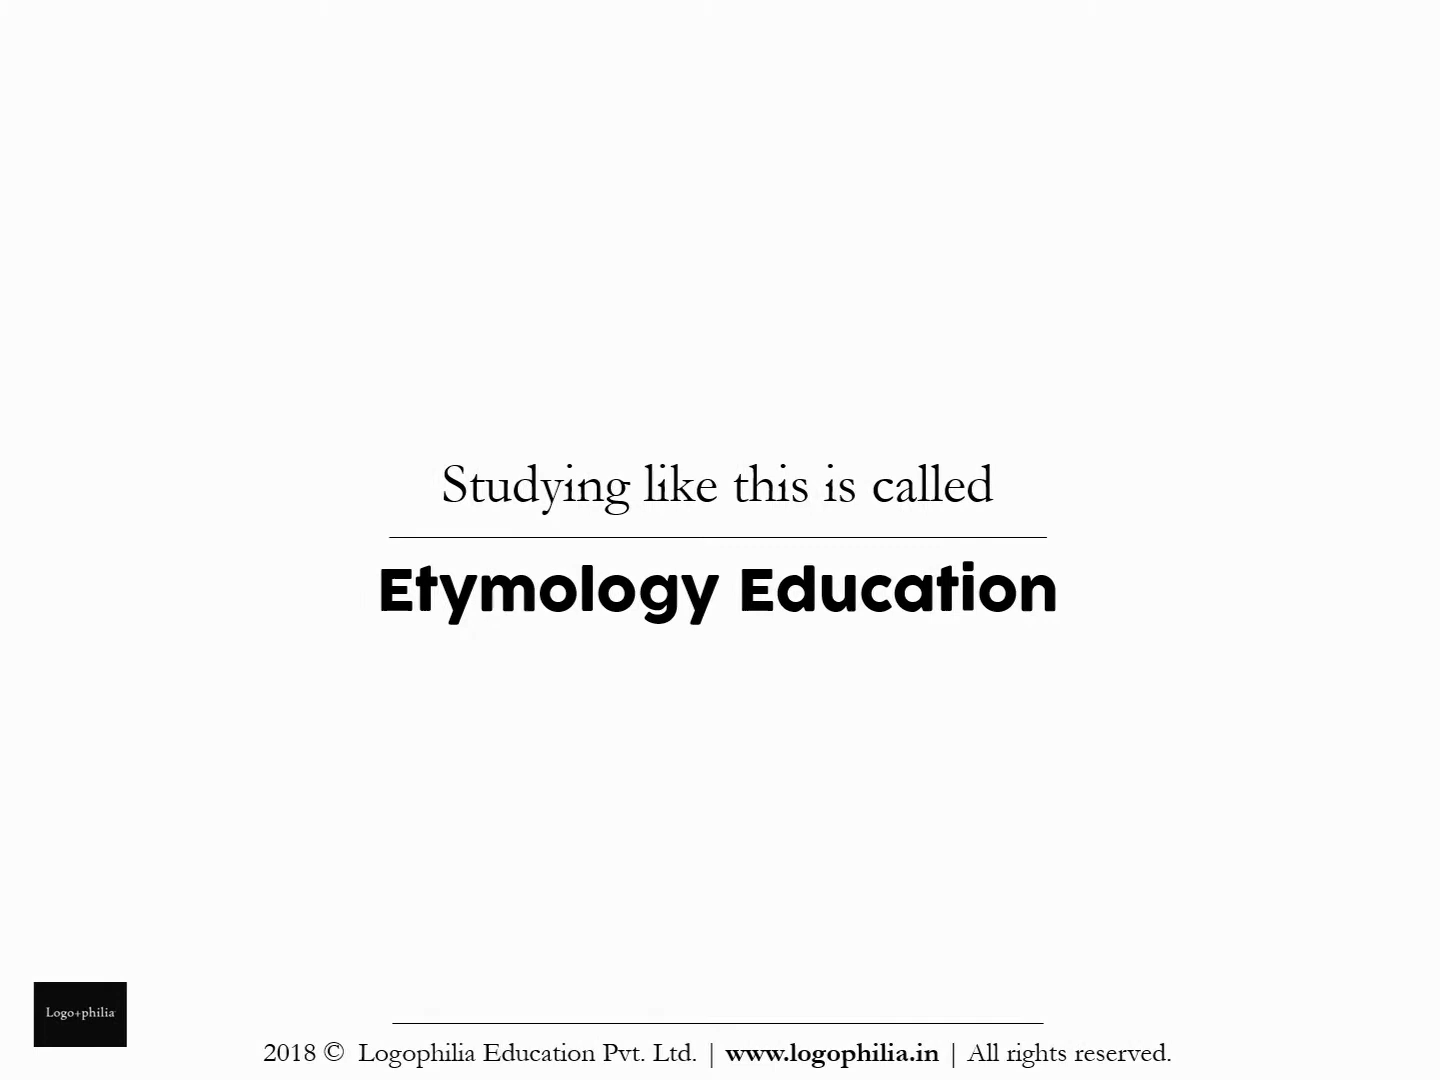 Studying like this is called
Etymology Education
Logo+philia
2018 © Logophilia Education Pvt. Ltd. | www.logophilia.in | All rights reserved.